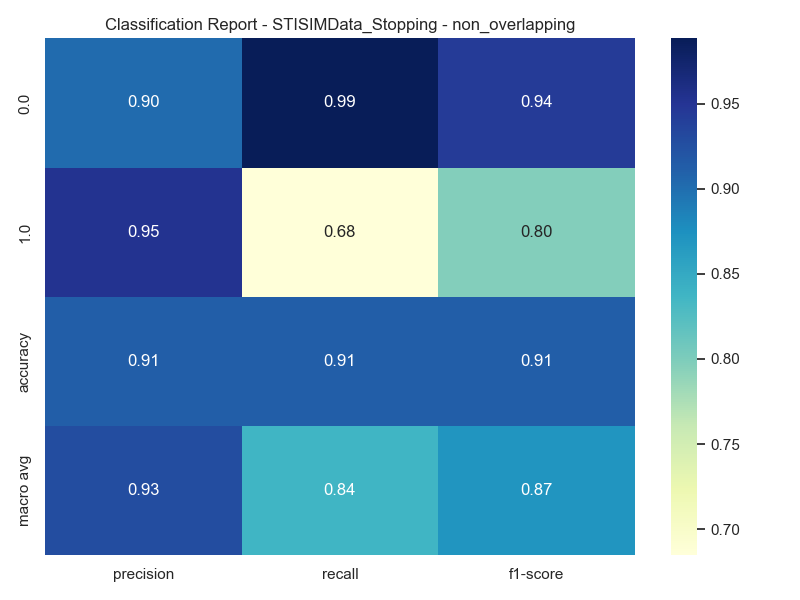 Classification Report - STISIMData_Stopping - non_overlapping
0.0 0.90 0.99 0.94
1.0 0.95 0.68 0.80
accuracy 0.91 0.91 0.91
macro avg 0.93 0.84 0.87
precision recall f1-score
0.95
0.90
0.85
0.80
0.75
0.70